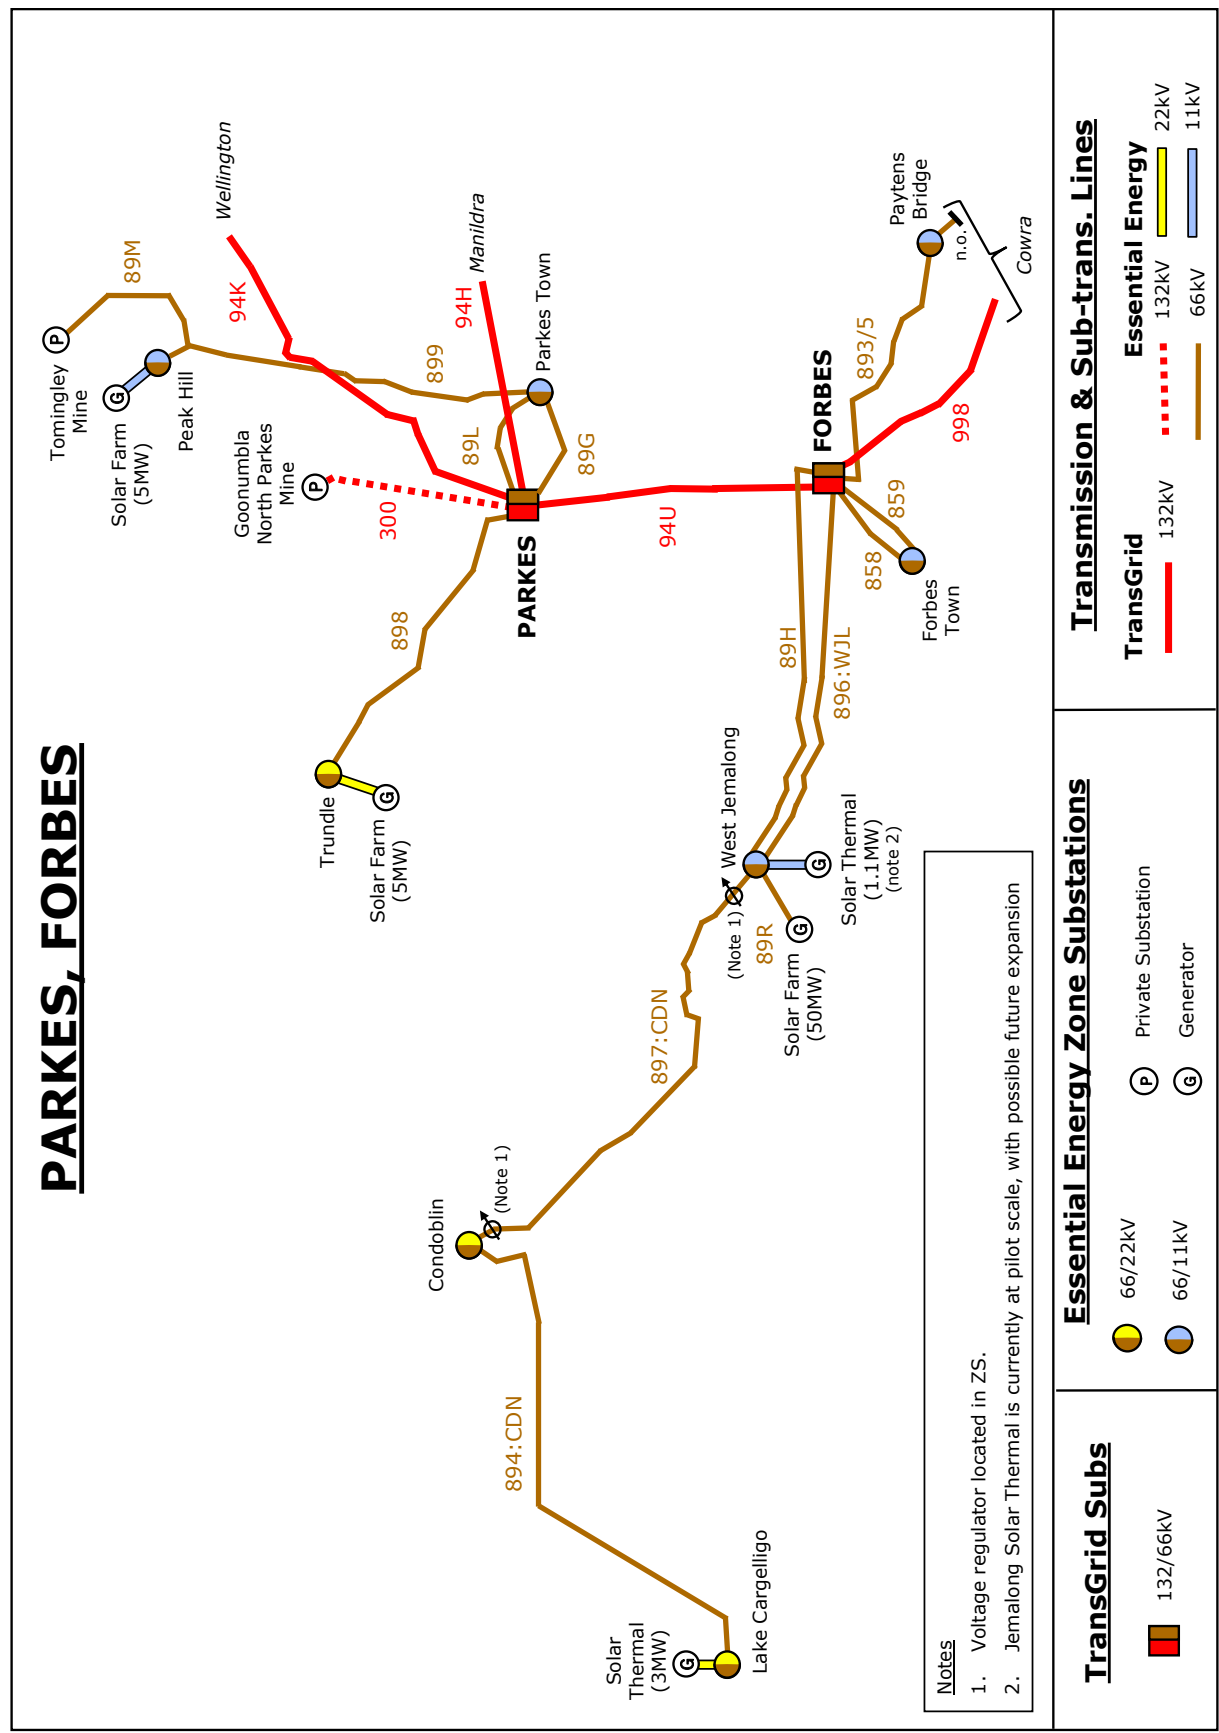 PARKES, FORBES
Tomingley
Mine
P
89M
Wellington
G
Solar Farm
(5MW)
Peak Hill
94K
Manildra
94H
899
Parkes Town
Goonumbla
North Parkes
Mine
P
300
89L
89G
PARKES
94U
898
Trundle
G
Solar Farm
(5MW)
FORBES
893/5
Paytens
Bridge
n.o.
Cowra
998
859
858
Forbes
Town
89H
896:WJL
West Jemalong
(Note 1)
89R
G
Solar Farm
(50MW)
G
Solar Thermal
(1.1MW)
(note 2)
897:CDN
Condoblin
(Note 1)
894:CDN
Solar
Thermal
(3MW)
G
Lake Cargelligo
Notes
1. Voltage regulator located in ZS.
2. Jemalong Solar Thermal is currently at pilot scale, with possible future expansion
TransGrid Subs
132/66kV
Essential Energy Zone Substations
66/22kV
66/11kV
P
Private Substation
G
Generator
Transmission & Sub-trans. Lines
TransGrid
132kV
Essential Energy
132kV
22kV
66kV
11kV